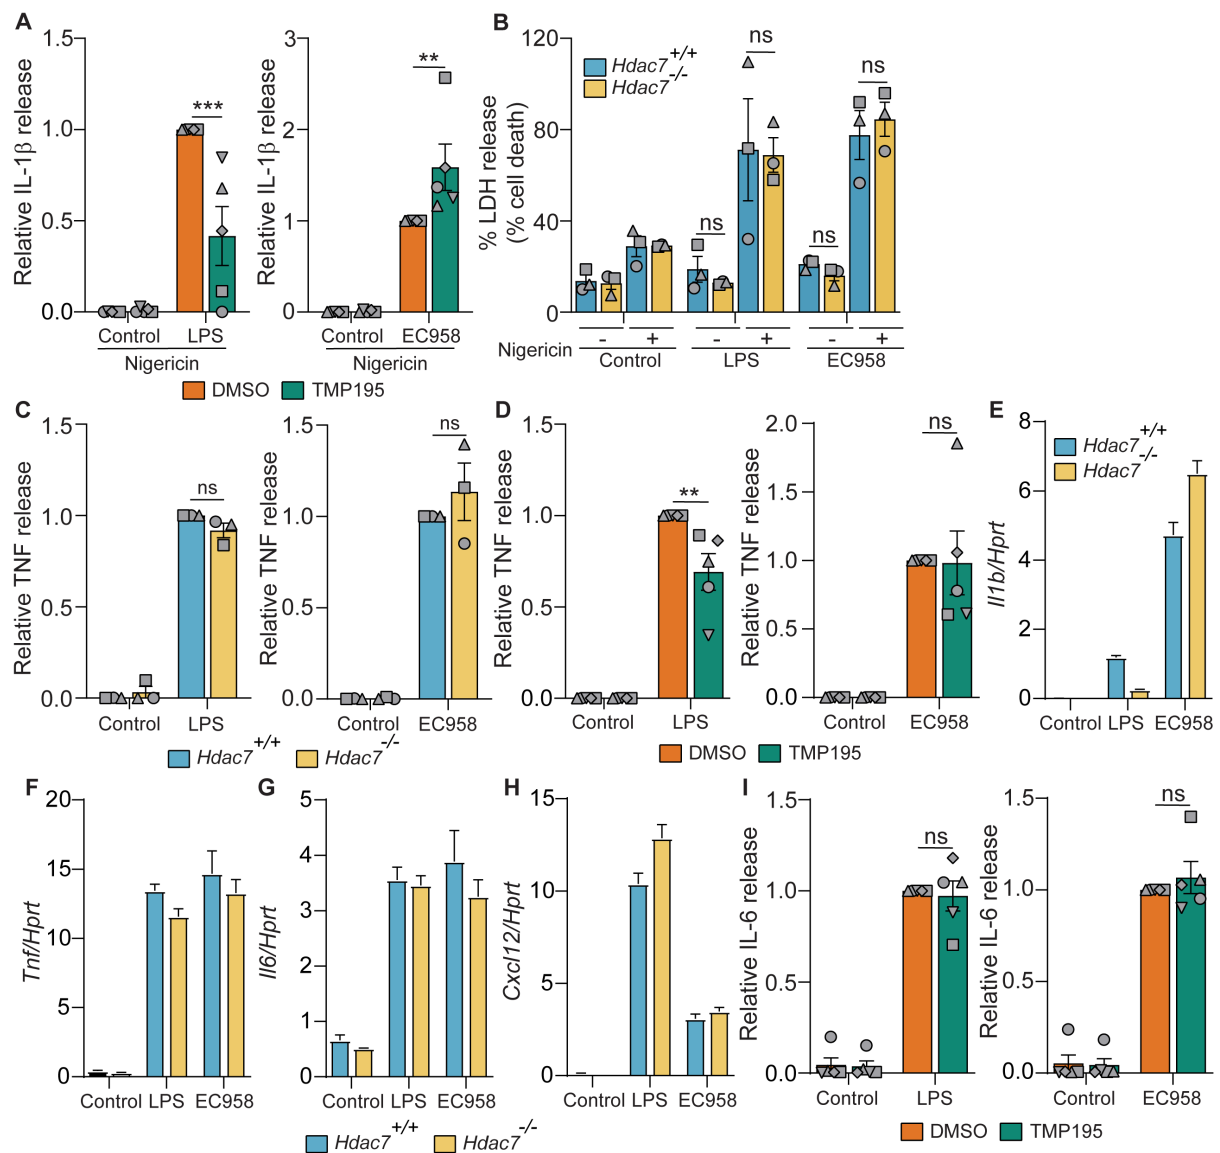 A
Relative IL-1β release
1.5
1.0
0.5
0.0
***
Control
LPS
Nigericin
Relative IL-1β release
3
2
1
0
**
Control
EC958
Nigericin
DMSO
TMP195
B
% LDH release
(% cell death)
120
80
40
0
Hdac7+/+
Hdac7-/-
ns
ns
ns
ns
Nigericin
-
+
-
+
-
+
Control
LPS
EC958
C
Relative TNF release
1.5
1.0
0.5
0.0
ns
Control
LPS
Relative TNF release
1.5
1.0
0.5
0.0
ns
Control
EC958
Hdac7+/+
Hdac7-/-
D
Relative TNF release
1.5
1.0
0.5
0.0
**
Control
LPS
Relative TNF release
2.0
1.5
1.0
0.5
0.0
ns
Control
EC958
DMSO
TMP195
E
Hdac7+/+
Hdac7-/-
Il1b/Hprt
8
6
4
2
0
Control
LPS
EC958
F
Tnf/Hprt
20
15
10
5
0
Control
LPS
EC958
G
Il6/Hprt
5
4
3
2
1
0
Control
LPS
EC958
H
Cxcl12/Hprt
15
10
5
0
Control
LPS
EC958
Hdac7+/+
Hdac7-/-
I
Relative IL-6 release
1.5
1.0
0.5
0.0
ns
Control
LPS
Relative IL-6 release
1.5
1.0
0.5
0.0
ns
Control
EC958
DMSO
TMP195